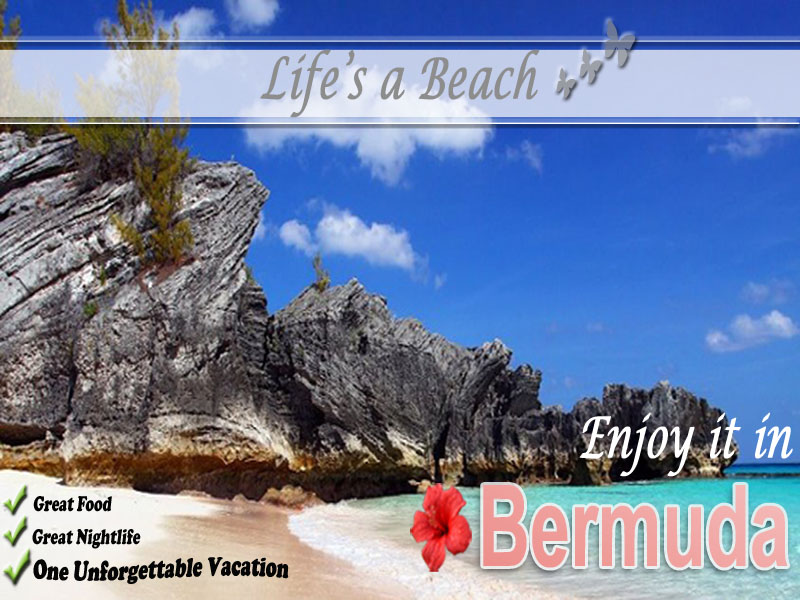 Life's a Beach
Enjoy it in
Bermuda
Great Food
Great Nightlife
One Unforgettable Vacation